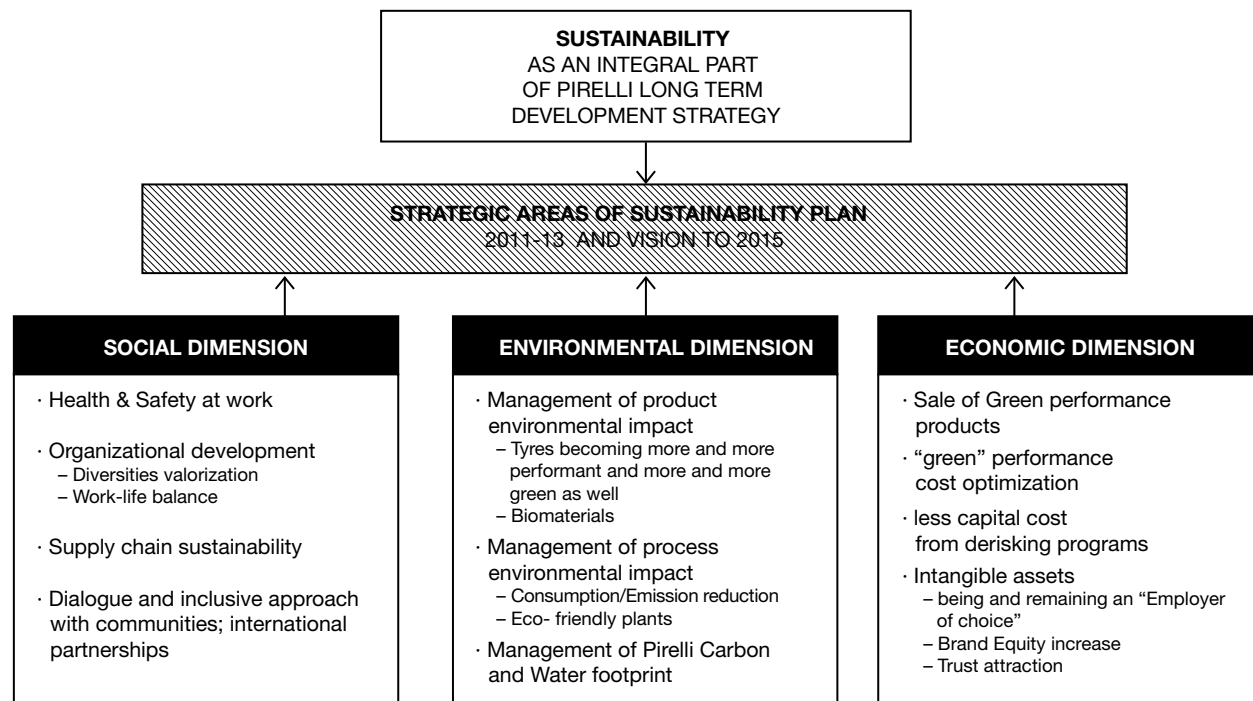 SUSTAINABILITY
AS AN INTEGRAL PART
OF PIRELLI LONG TERM
DEVELOPMENT STRATEGY
STRATEGIC AREAS OF SUSTAINABILITY PLAN
2011-13 AND VISION TO 2015
SOCIAL DIMENSION
· Health & Safety at work
· Organizational development
– Diversities valorization
– Work-life balance
· Supply chain sustainability
· Dialogue and inclusive approach
with communities; international
partnerships
ENVIRONMENTAL DIMENSION
· Management of product
environmental impact
– Tyres becoming more and more
performant and more and more
green as well
– Biomaterials
· Management of process
environmental impact
– Consumption/Emission reduction
– Eco- friendly plants
· Management of Pirelli Carbon
and Water footprint
ECONOMIC DIMENSION
· Sale of Green performance
products
· “green” performance
cost optimization
· less capital cost
from derisking programs
· Intangible assets
– being and remaining an “Employer
of choice”
– Brand Equity increase
– Trust attraction